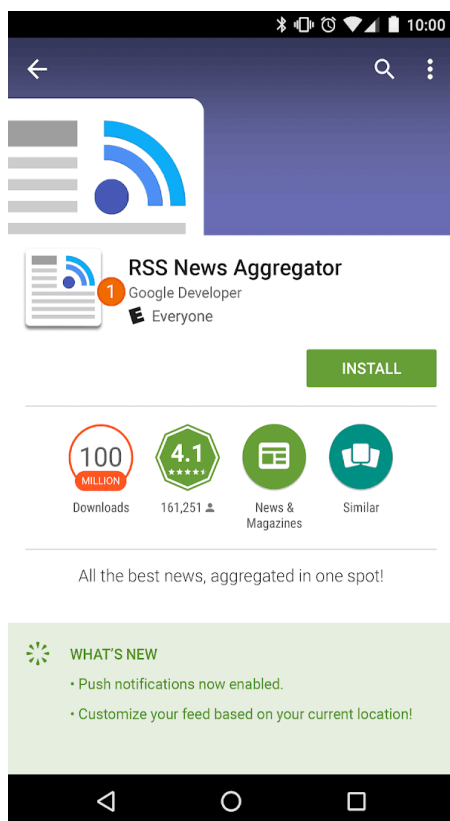 10:00
RSS News Aggregator
1
Google Developer
E Everyone
INSTALL
100
MILLION
Downloads
4.1
161,251
News &
Magazines
Similar
All the best news, aggregated in one spot!
WHAT'S NEW
• Push notifications now enabled.
• Customize your feed based on your current location!